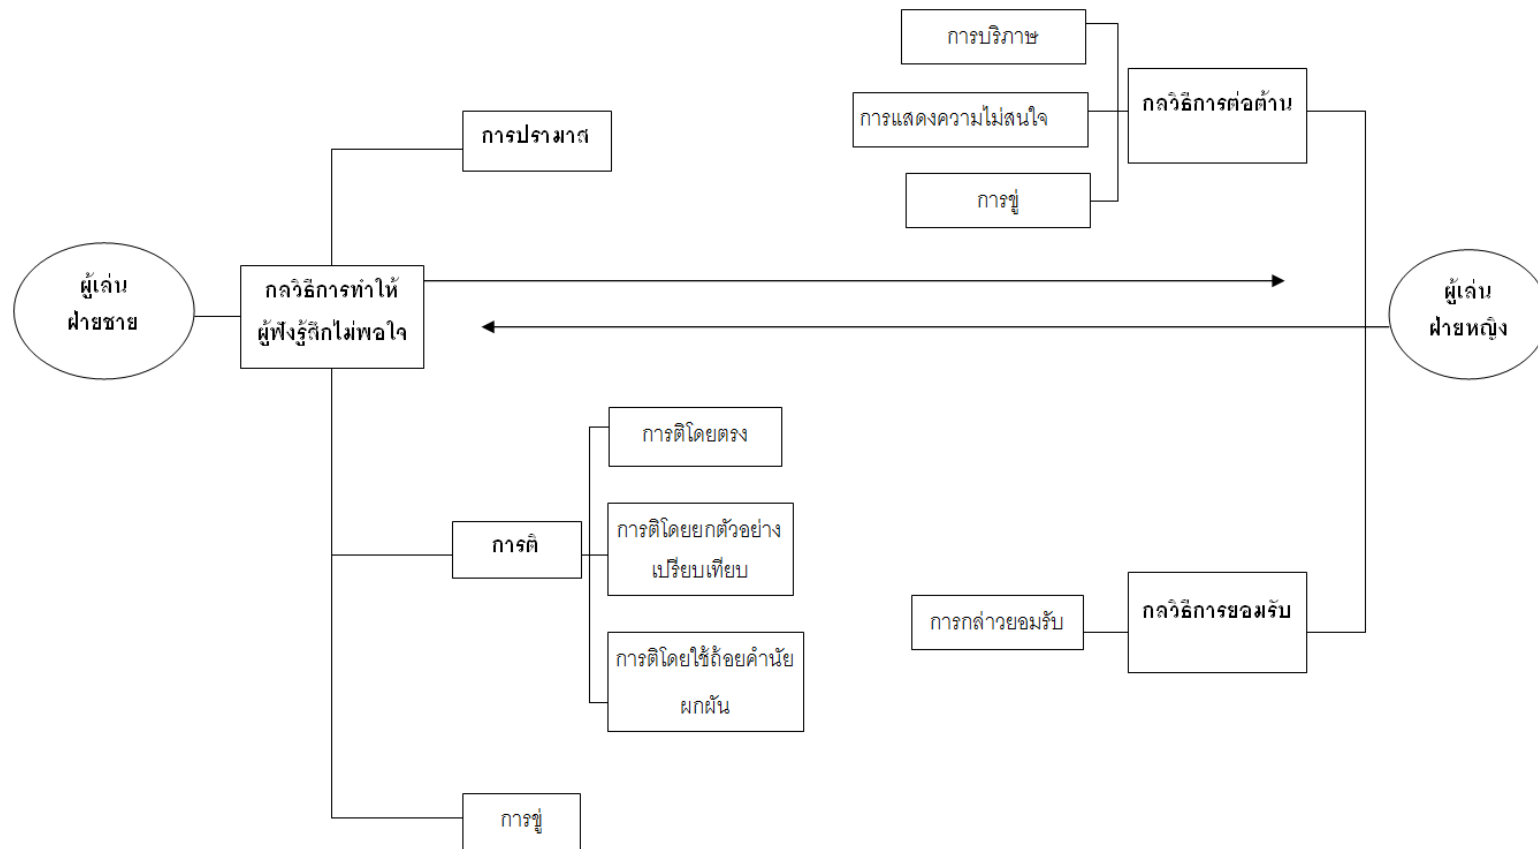 การบริภาษ
กลวิธีการต่อต้าน
การแสดงความไม่สนใจ
การปรามาส
การขู่
ผู้เล่น
ฝ่ายชาย
กลวิธีการทำให้
ผู้ฟังรู้สึกไม่พอใจ
ผู้เล่น
ฝ่ายหญิง
การติโดยตรง
การติ
การติโดยยกตัวอย่าง
เปรียบเทียบ
การติโดยใช้ถ้อยคำนัย
ผกผัน
กลวิธีการยอมรับ
การกล่าวยอมรับ
การขู่